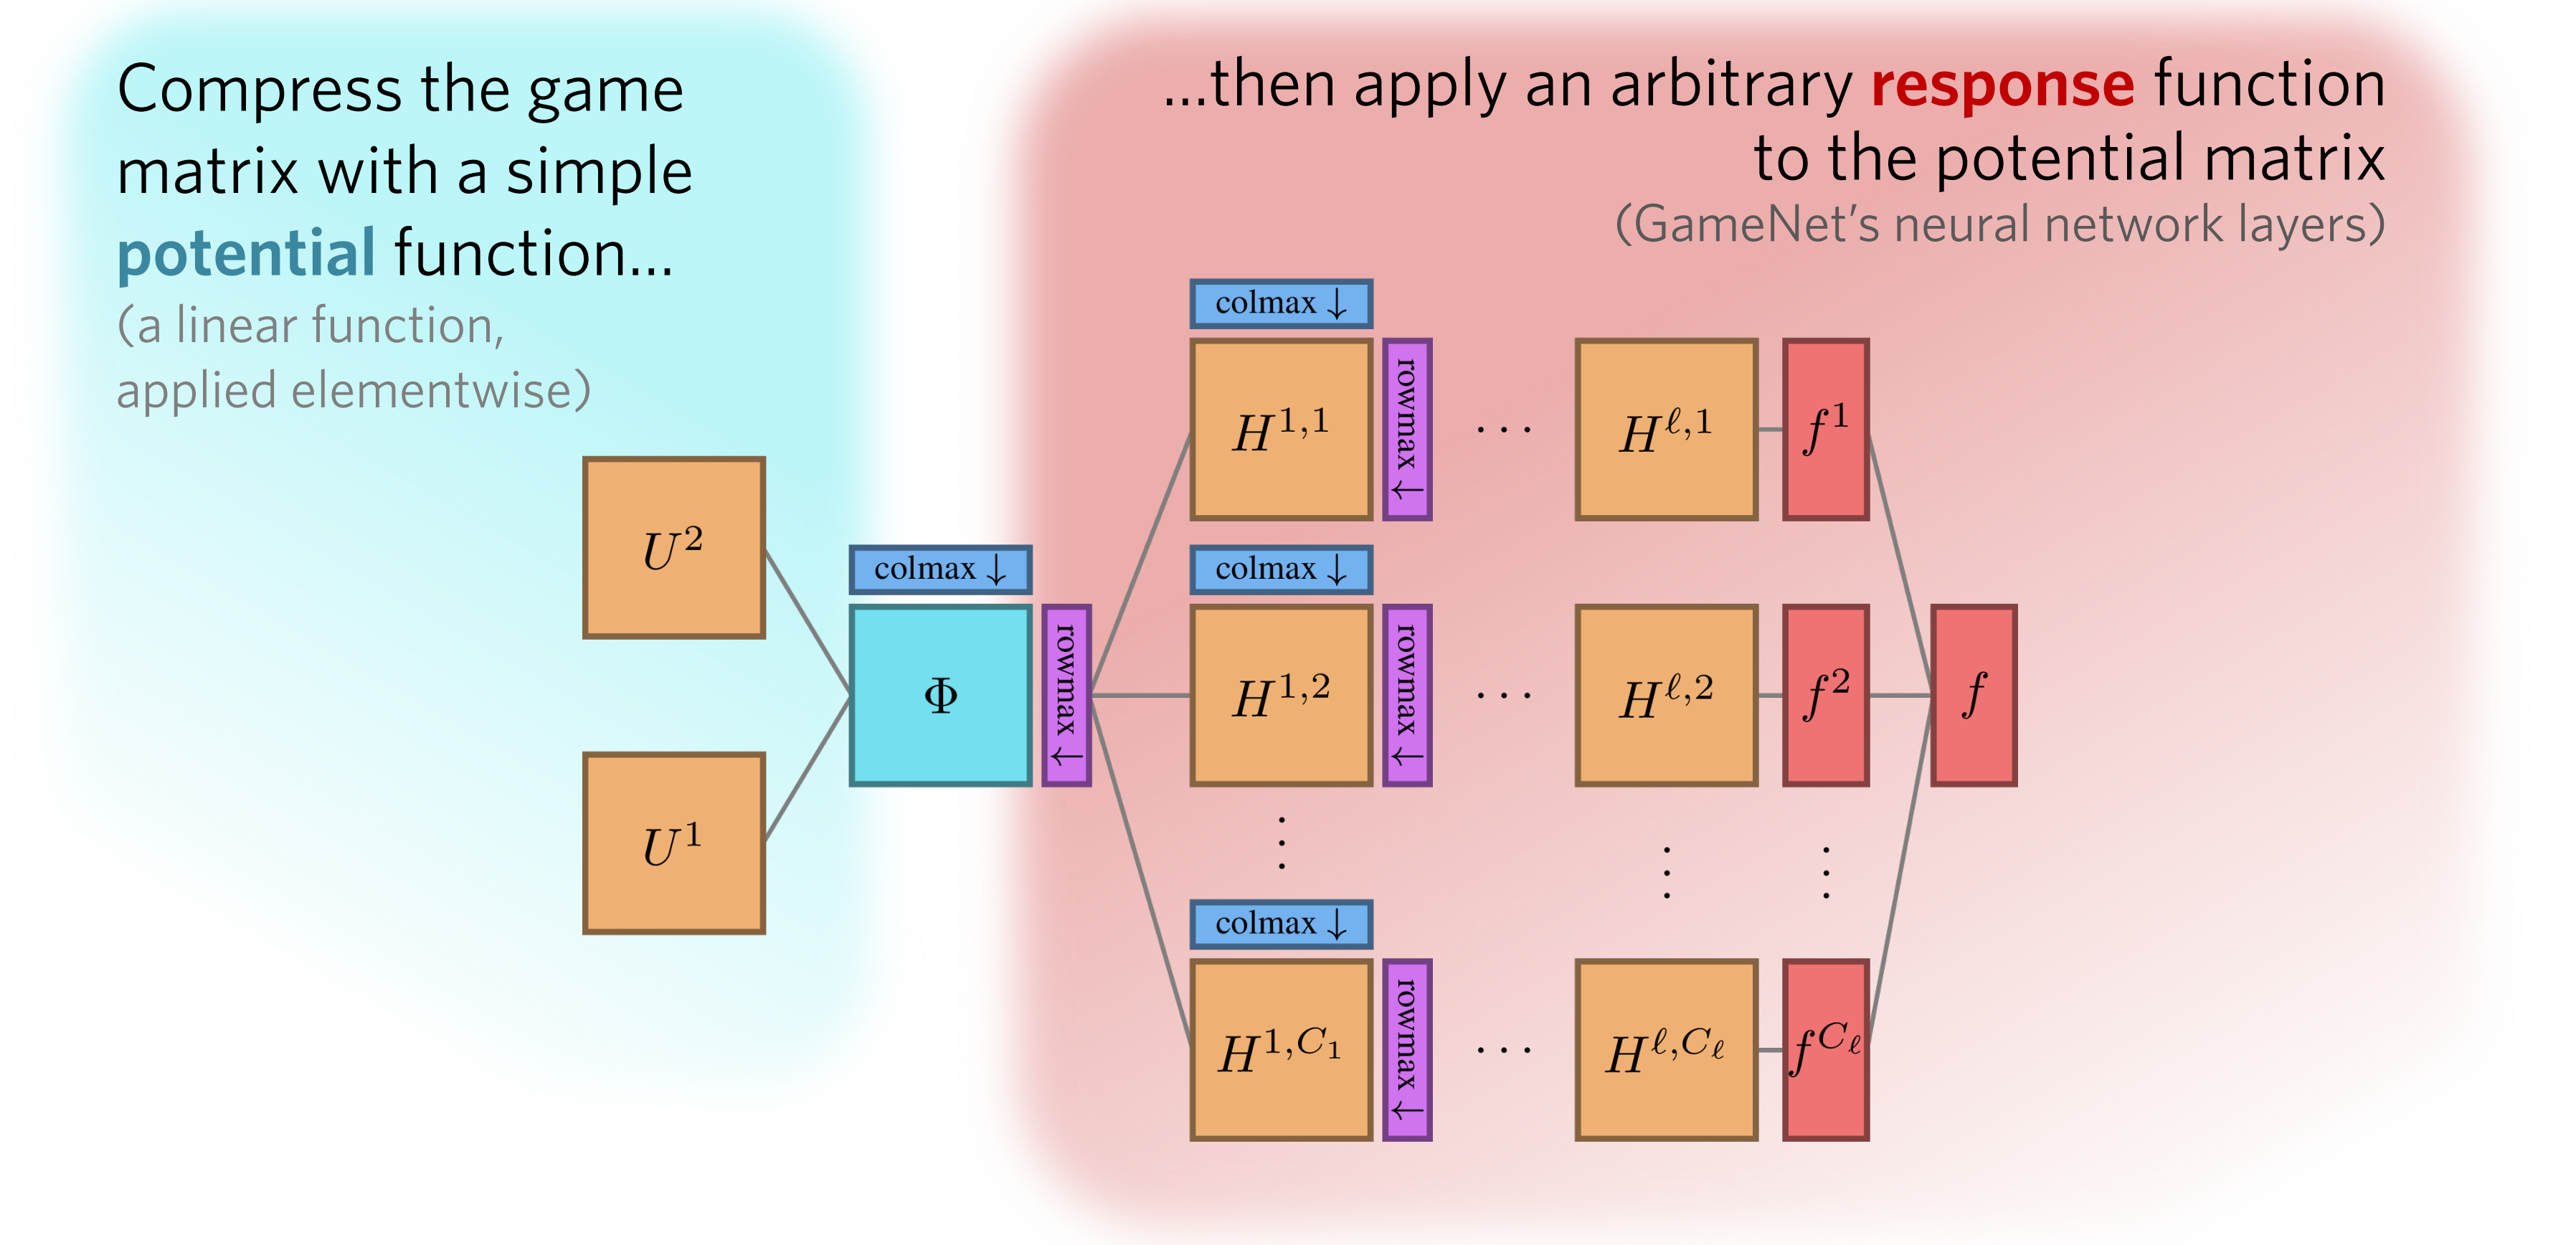 Compress the game
matrix with a simple
potential function...
(a linear function,
applied elementwise)
...then apply an arbitrary response function
to the potential matrix
(GameNet's neural network layers)
U²
U¹
colmax ↓
Φ
rowmax ←
colmax ↓
H^{1,1}
rowmax ←
...
H^{ℓ,1}
f¹
colmax ↓
H^{1,2}
rowmax ←
...
H^{ℓ,2}
f²
f
⋮
⋮
⋮
colmax ↓
H^{1,C₁}
rowmax ←
...
H^{ℓ,C_ℓ}
f^{C_ℓ}